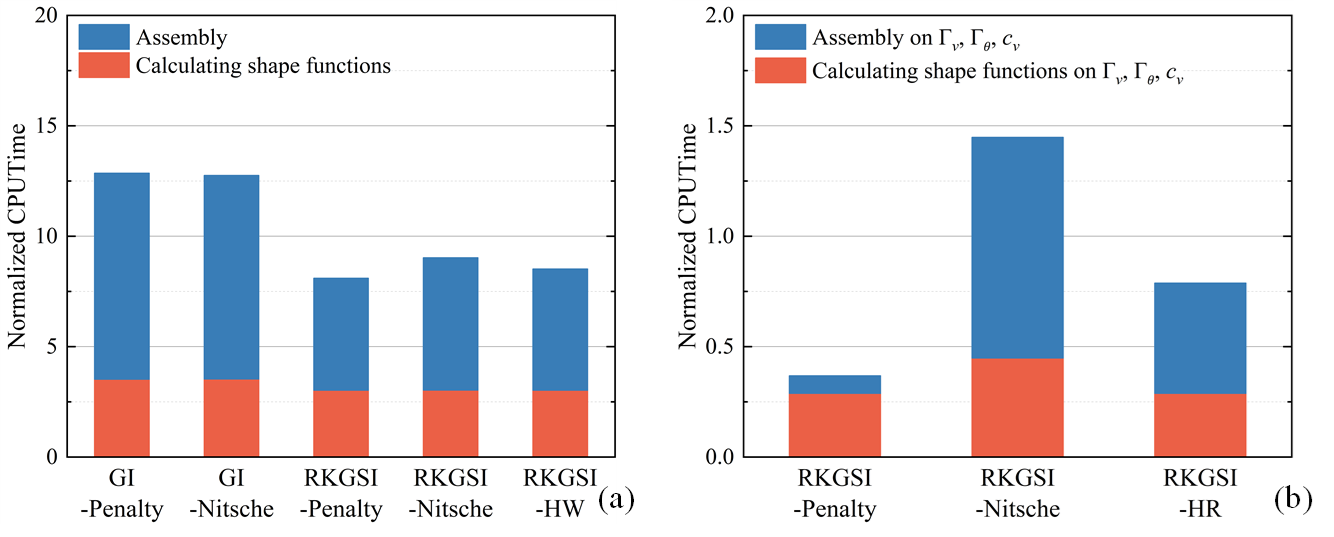 20
15
10
5
0
Normalized CPUTime
Assembly
Calculating shape functions
GI
-Penalty
GI
-Nitsche
RKGSI
-Penalty
RKGSI
-Nitsche
RKGSI
-HW
(a)
2.0
1.5
1.0
0.5
0.0
Normalized CPUTime
Assembly on Γᵥ, Γ_θ, cᵥ
Calculating shape functions on Γᵥ, Γ_θ, cᵥ
RKGSI
-Penalty
RKGSI
-Nitsche
RKGSI
-HR
(b)